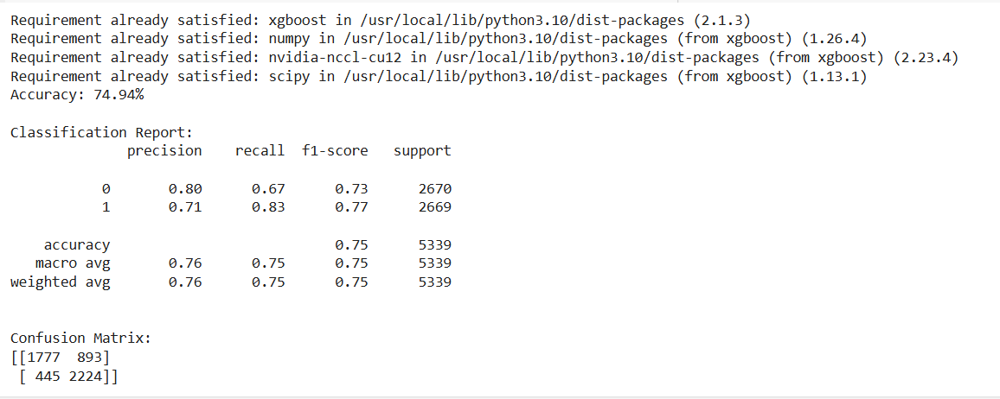 Requirement already satisfied: xgboost in /usr/local/lib/python3.10/dist-packages (2.1.3)
Requirement already satisfied: numpy in /usr/local/lib/python3.10/dist-packages (from xgboost) (1.26.4)
Requirement already satisfied: nvidia-nccl-cu12 in /usr/local/lib/python3.10/dist-packages (from xgboost) (2.23.4)
Requirement already satisfied: scipy in /usr/local/lib/python3.10/dist-packages (from xgboost) (1.13.1)
Accuracy: 74.94%
Classification Report:
precision recall f1-score support
0 0.80 0.67 0.73 2670
1 0.71 0.83 0.77 2669
accuracy 0.75 5339
macro avg 0.76 0.75 0.75 5339
weighted avg 0.76 0.75 0.75 5339
Confusion Matrix:
[[1777 893]
[ 445 2224]]